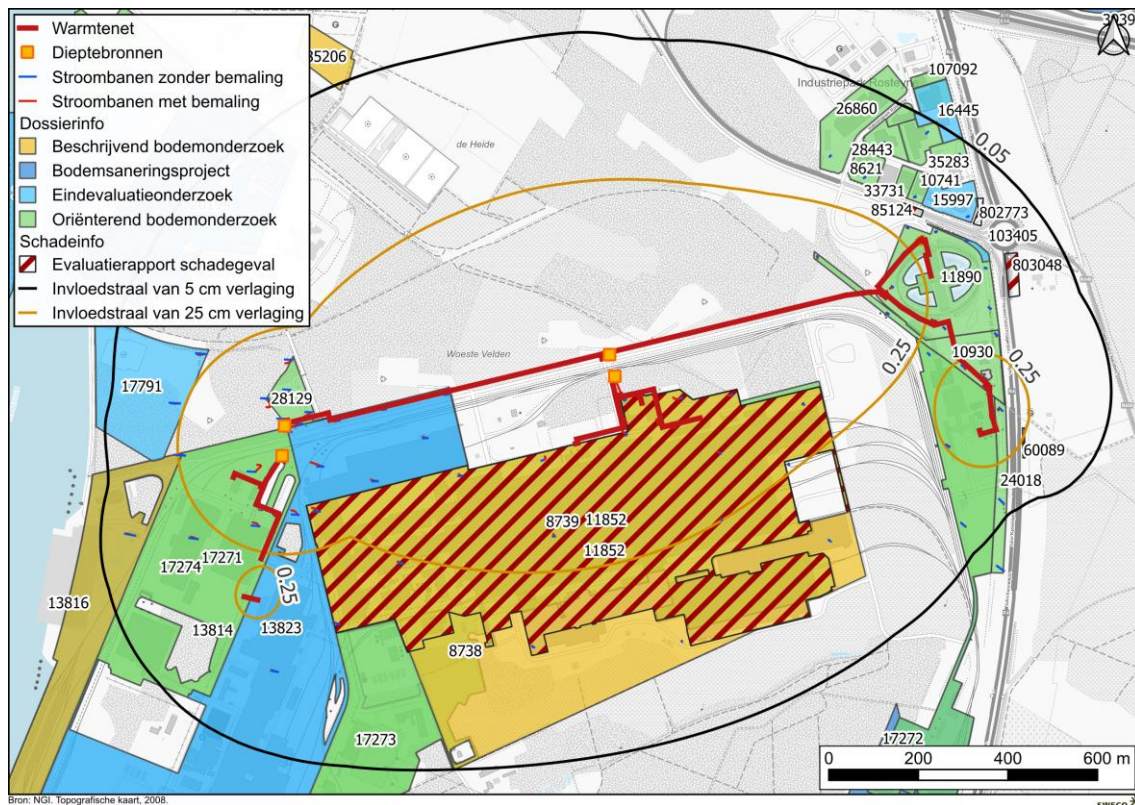 Warmtenet
Dieptebronnen
Stroombanen zonder bemaling
Stroombanen met bemaling
Dossierinfo
Beschrijvend bodemonderzoek
Bodemsaneringsproject
Eindevaluatieonderzoek
Oriënterend bodemonderzoek
Schadeinfo
Evaluatierapport schadegeval
Invloedstraal van 5 cm verlaging
Invloedstraal van 25 cm verlaging
35206
3039
Industriepark Rosteyne
107092
26860
16445
de Heide
0.05
28443
35283
8621
10741
33731
15997
85124
802773
103405
11890
803048
Woeste Velden
0.25
10930
0.25
17791
28129
60089
24018
8739
11852
11852
17271
17274
0.25
13816
13814
13823
8738
17273
17272
0
200
400
600 m
Bron: NGI. Topografische kaart, 2008.
SWECO